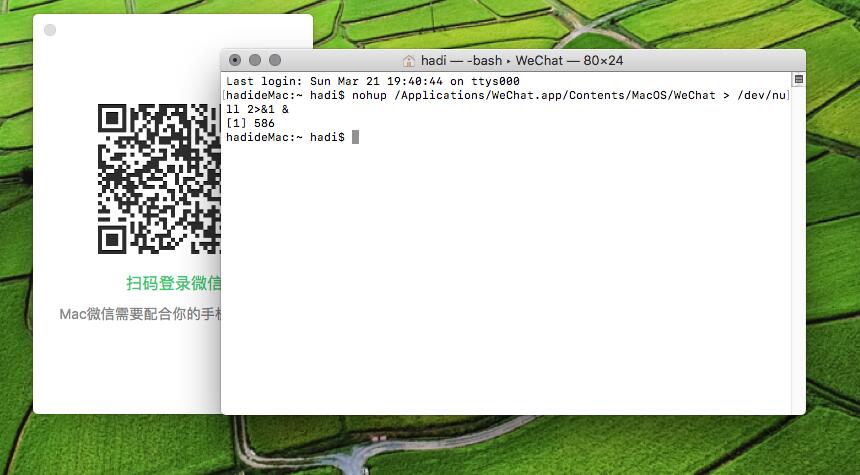 hadi — -bash ▸ WeChat — 80×24
Last login: Sun Mar 21 19:40:44 on ttys000
[hadideMac:~ hadi$ nohup /Applications/WeChat.app/Contents/MacOS/WeChat > /dev/nu]
ll 2>&1 &
[1] 586
hadideMac:~ hadi$
扫码登录微信
Mac微信需要配合你的手机